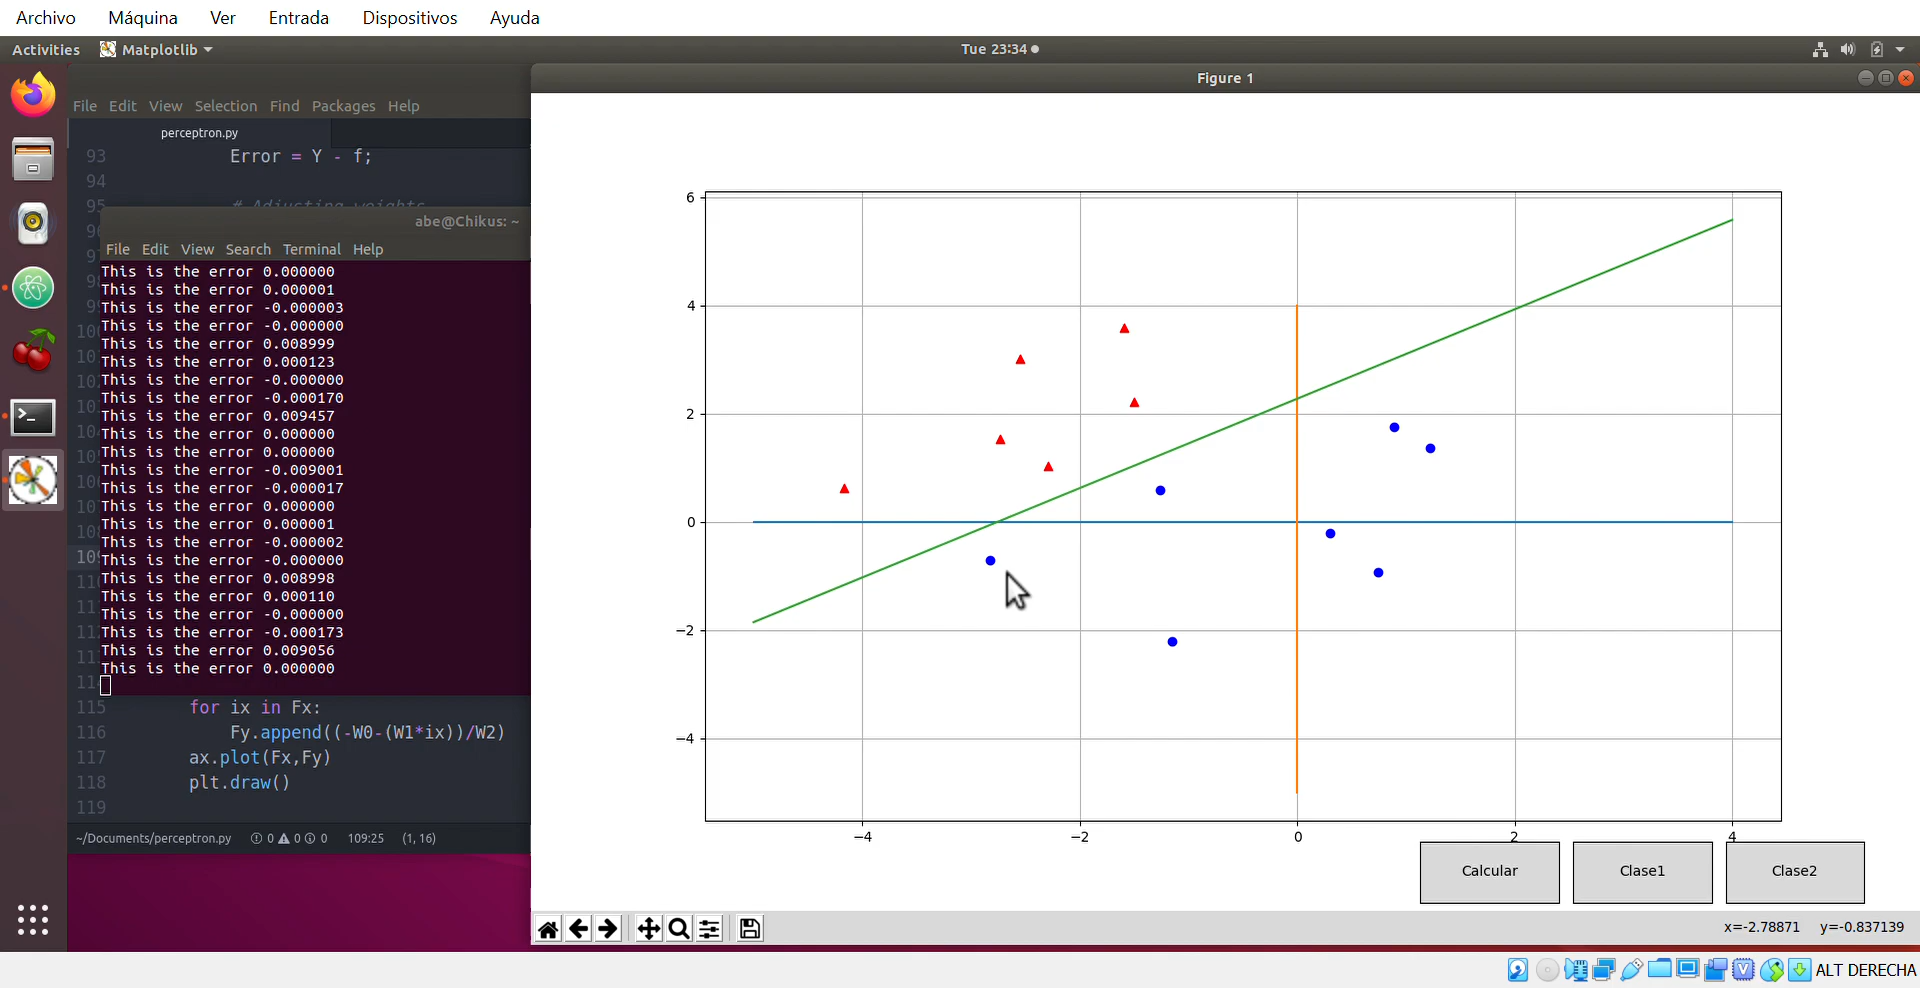 Archivo Máquina Ver Entrada Dispositivos Ayuda
Activities Matplotlib Tue 23:34
Figure 1
File Edit View Selection Find Packages Help
perceptron.py
93 Error = Y - f;
94
95 # Adjusting weights
abe@Chikus: ~
File Edit View Search Terminal Help
This is the error 0.000000
This is the error 0.000001
This is the error -0.000003
This is the error -0.000000
This is the error 0.008999
This is the error 0.000123
This is the error -0.000000
This is the error -0.000170
This is the error 0.009457
This is the error 0.000000
This is the error 0.000000
This is the error -0.009001
This is the error -0.000017
This is the error 0.000000
This is the error 0.000001
This is the error -0.000002
This is the error -0.000000
This is the error 0.008998
This is the error 0.000110
This is the error -0.000000
This is the error -0.000173
This is the error 0.009056
This is the error 0.000000
115 for ix in Fx:
116 Fy.append((-W0-(W1*ix))/W2)
117 ax.plot(Fx,Fy)
118 plt.draw()
119
~/Documents/perceptron.py 0 0 0 109:25 (1, 16)
6
4
2
0
−2
−4
−4 −2 0 2 4
Calcular Clase1 Clase2
x=-2.78871 y=-0.837139
ALT DERECHA